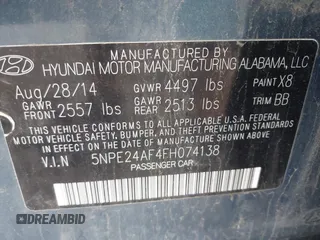 PRODUCED BY
HYUNDAI MOTOR MANUFACTURING ALABAMA, LLC
Aug/28/14 GVWR 4497 lbs PAINT X8
GAWR FRONT 2557 lbs GAWR REAR 2513 lbs TRIM BB
THIS VEHICLE CONFORMS TO ALL APPLICABLE U.S. FEDERAL
MOTOR VEHICLE SAFETY, BUMPER, AND THEFT PREVENTION
STANDARDS IN EFFECT ON THE DATE OF MANUFACTURE SHOWN ABOVE.
V.I.N 5NPE24AF4FH074138
PASSENGER CAR
© DREAMBID